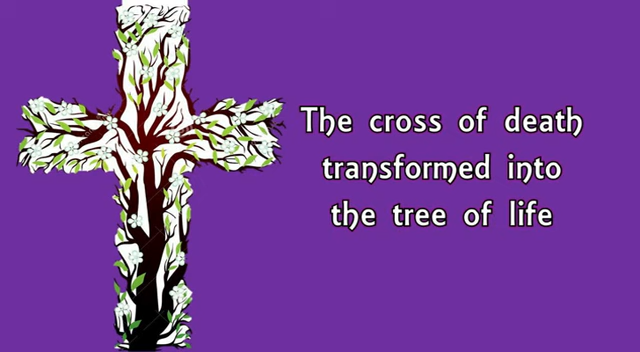 The cross of death
transformed into
the tree of life